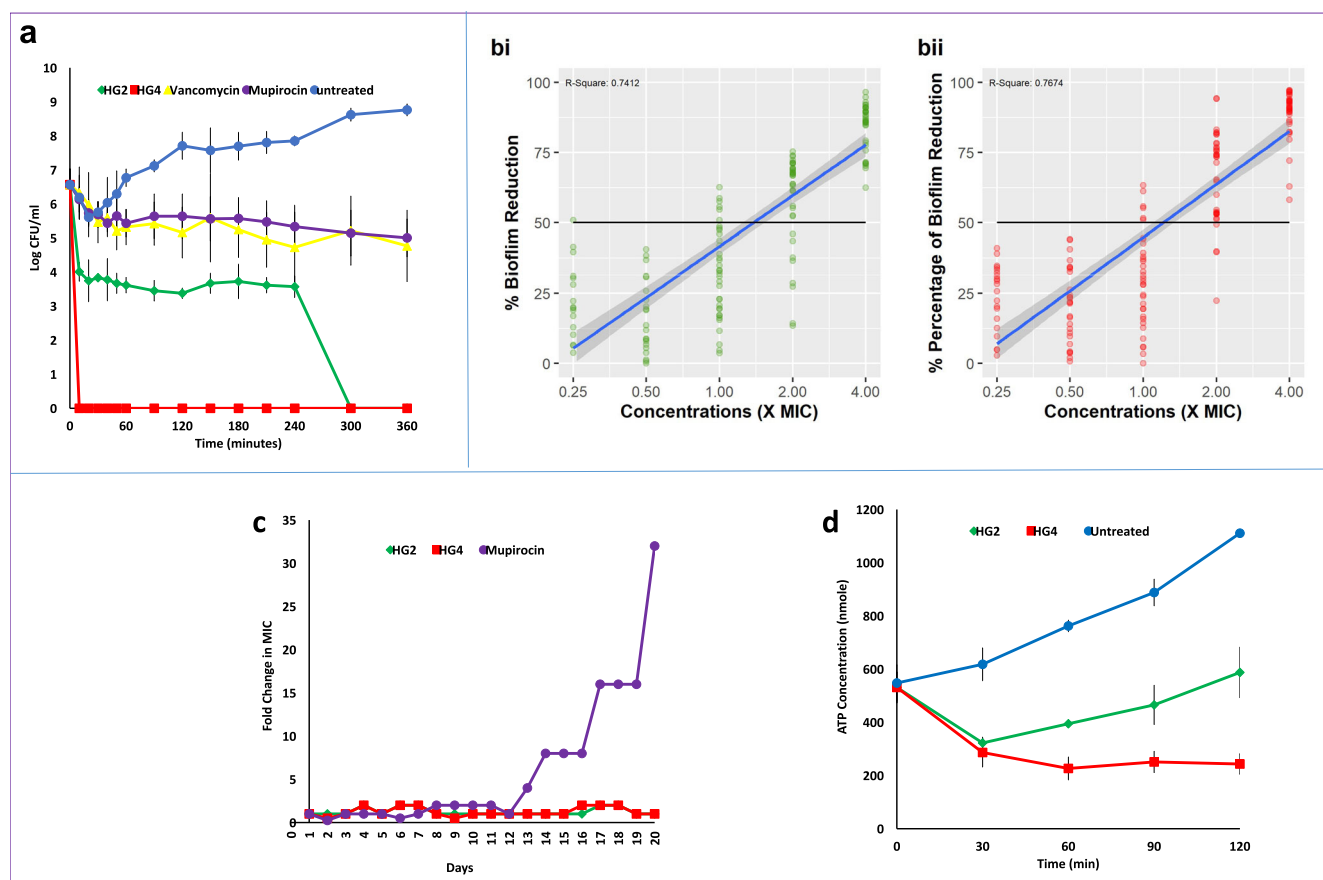 a
10
9
8
7
6
5
4
3
2
1
0
Log CFU/ml
HG2 HG4 Vancomycin Mupirocin untreated
0 60 120 180 240 300 360
Time (minutes)
bi
R-Square: 0.7412
100
75
50
25
0
% Biofilm Reduction
0.25 0.50 1.00 2.00 4.00
Concentrations (X MIC)
bii
R-Square: 0.7674
100
75
50
25
0
% Percentage of Biofilm Reduction
0.25 0.50 1.00 2.00 4.00
Concentrations (X MIC)
c
35
30
25
20
15
10
5
0
Fold Change in MIC
HG2 HG4 Mupirocin
0 1 2 3 4 5 6 7 8 9 10 11 12 13 14 15 16 17 18 19 20
Days
d
1200
1000
800
600
400
200
0
ATP Concentration (nmole)
HG2 HG4 Untreated
0 30 60 90 120
Time (min)